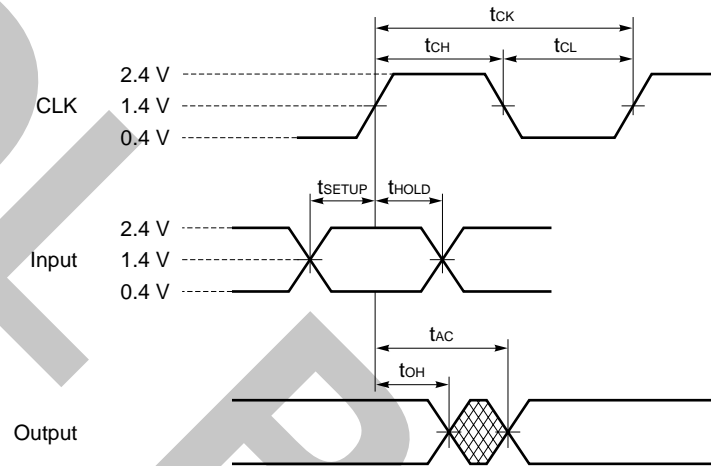 tCK
tCH tCL
2.4 V
CLK 1.4 V
0.4 V
tSETUP tHOLD
2.4 V
Input 1.4 V
0.4 V
tAC
tOH
Output